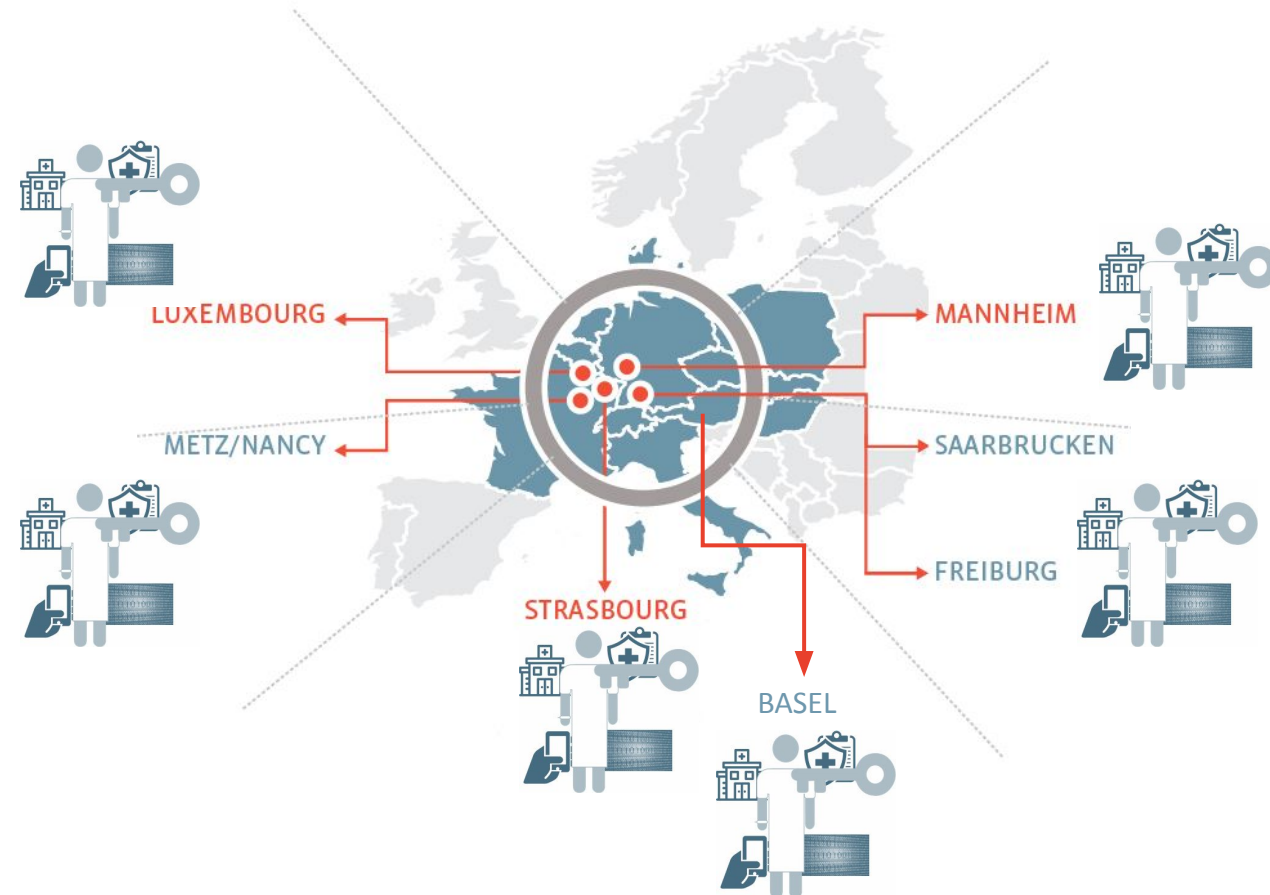 LUXEMBOURG
MANNHEIM
METZ/NANCY
SAARBRUCKEN
FREIBURG
STRASBOURG
BASEL